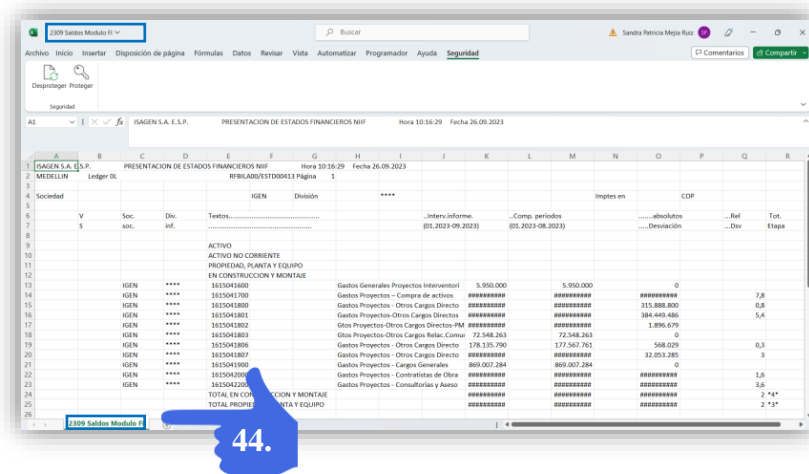 2309 Saldos Modulo FI
Buscar
Sandra Patricia Mejia Ruiz SP
Archivo Inicio Insertar Disposición de página Fórmulas Datos Revisar Vista Automatizar Programador Ayuda Seguridad
Comentarios Compartir
Desproteger Proteger
Seguridad
A1 fx ISAGEN S.A. E.S.P. PRESENTACION DE ESTADOS FINANCIEROS NIIF Hora 10:16:29 Fecha 26.09.2023
A B C D E F G H I J K L M N O P Q R
1 ISAGEN S.A. E.S.P. PRESENTACION DE ESTADOS FINANCIEROS NIIF Hora 10:16:29 Fecha 26.09.2023
2 MEDELLIN Ledger 0L RFBILA00/ESTD00413 Página 1
3
4 Sociedad IGEN División **** Imptes en COP
5
6 V Soc. Div. Textos................................................ ..Interv.informe. ..Comp. periodos ........absolutos ...Rel Tot.
7 S soc. inf. ................................................ (01.2023-09.2023) (01.2023-08.2023) .....Desviación ...Dsv Etapa
8
9 ACTIVO
10 ACTIVO NO CORRIENTE
11 PROPIEDAD, PLANTA Y EQUIPO
12 EN CONSTRUCCION Y MONTAJE
13 IGEN **** 1615041600 Gastos Generales Proyectos Interventori 5.950.000 5.950.000 0
14 IGEN **** 1615041700 Gastos Proyectos – Compra de activos ########## ########## ########## 7,8
15 IGEN **** 1615041800 Gastos Proyectos - Otros Cargos Directo ########## ########## 315.888.800 0,8
16 IGEN **** 1615041801 Gastos Proyectos-Otros Cargos Directos ########## ########## 384.449.486 5,4
17 IGEN **** 1615041802 Gtos Proyectos-Otros Cargos Directos-PM ########## ########## 1.896.679
18 IGEN **** 1615041803 Gtos Proyectos-Otros Cargos Relac.Comu 72.548.263 72.548.263 0
19 IGEN **** 1615041806 Gastos Proyectos - Otros Cargos Directo 178.135.790 177.567.761 568.029 0,3
20 IGEN **** 1615041807 Gastos Proyectos - Otros Cargos Directo ########## ########## 32.053.285 3
21 IGEN **** 1615041900 Gastos Proyectos - Cargos Generales 869.007.284 869.007.284 0
22 IGEN **** 161504200 Gastos Proyectos - Contratistas de Obra ########## ########## ########## 1,6
23 IGEN **** 161504220 Gastos Proyectos - Consultorias y Aseso ########## ########## ########## 3,6
24 TOTAL EN CON CCION Y MONTAJE ########## ########## ########## 2 *4*
25 TOTAL PROPIE NTA Y EQUIPO ########## ########## ########## 2 *3*
26
2309 Saldos Modulo FI
44.